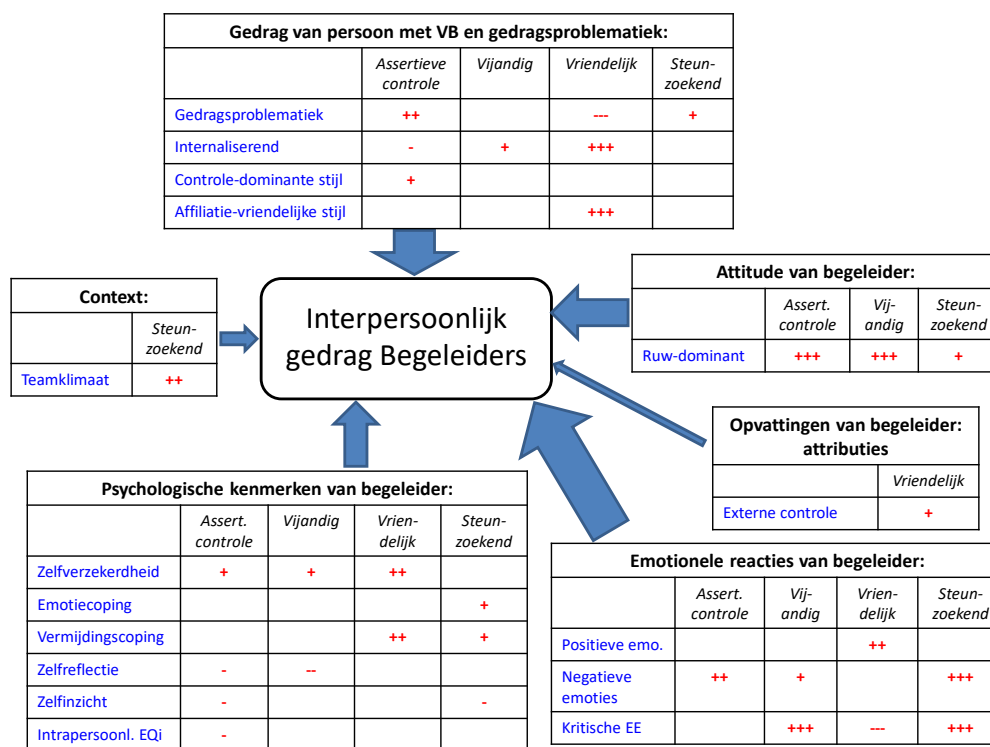 Gedrag van persoon met VB en gedragsproblematiek:
Assertieve controle Vijandig Vriendelijk Steun-zoekend
Gedragsproblematiek ++ --- +
Internaliserend - + +++
Controle-dominante stijl +
Affiliatie-vriendelijke stijl +++
Context:
Steun-
zoekend
Teamklimaat ++
Interpersoonlijk
gedrag Begeleiders
Attitude van begeleider:
Assert. controle Vij-andig Steun-zoekend
Ruw-dominant +++ +++ +
Opvattingen van begeleider:
attributies
Vriendelijk
Externe controle +
Psychologische kenmerken van begeleider:
Assert. controle Vijandig Vrien-delijk Steun-zoekend
Zelfverzekerdheid + + ++
Emotiecoping +
Vermijdingscoping ++ +
Zelfreflectie - --
Zelfinzicht - -
Intrapersoonl. EQi -
Emotionele reacties van begeleider:
Assert. controle Vij-andig Vrien-delijk Steun-zoekend
Positieve emo. ++
Negatieve emoties ++ + +++
Kritische EE +++ --- +++